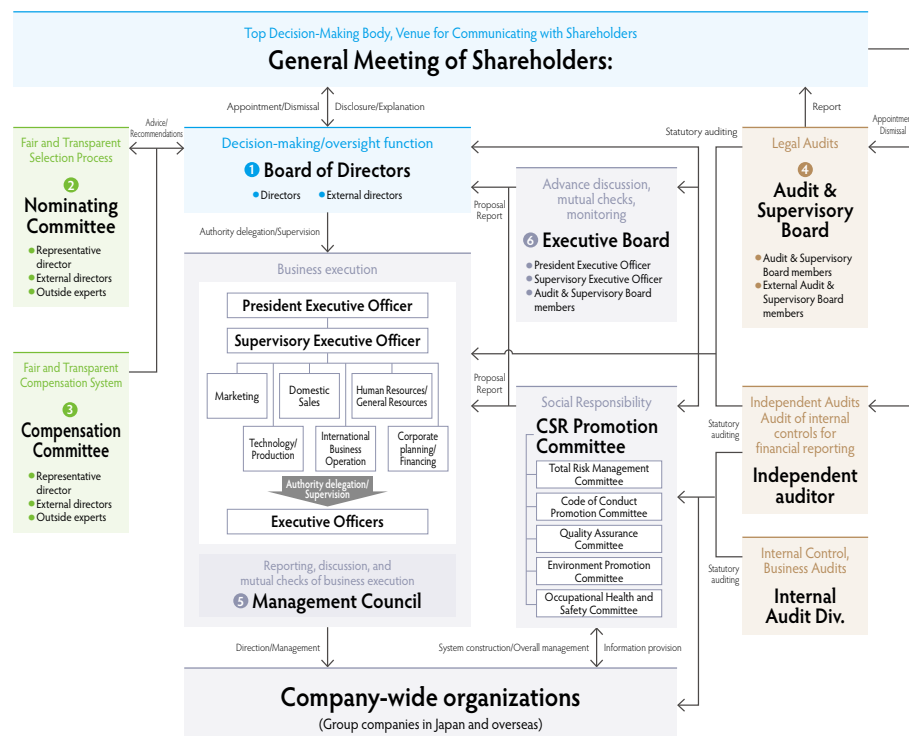 Top Decision-Making Body, Venue for Communicating with Shareholders
General Meeting of Shareholders:
Appointment/Dismissal
Disclosure/Explanation
Report
Advice/
Recommendations
Statutory auditing
Dismissal
Fair and Transparent
Selection Process
2
Nominating
Committee
Representative
director
External directors
Outside experts
Decision-making/oversight function
1 Board of Directors
Directors
External directors
Authority delegation/Supervision
Proposal
Report
Advance discussion,
mutual checks,
monitoring
6 Executive Board
President Executive Officer
Supervisory Executive Officer
Audit & Supervisory Board
members
Legal Audits
4
Audit &
Supervisory
Board
Audit & Supervisory
Board members
External Audit &
Supervisory Board
members
Business execution
President Executive Officer
Supervisory Executive Officer
Marketing
Domestic
Sales
Human Resources/
General Resources
Technology/
Production
International
Business
Operation
Corporate
planning/
Financing
Authority delegation/
Supervision
Executive Officers
Reporting, discussion, and
mutual checks of business execution
5 Management Council
Fair and Transparent
Compensation System
3
Compensation
Committee
Representative
director
External directors
Outside experts
Proposal
Report
Social Responsibility
CSR Promotion
Committee
Total Risk Management
Committee
Code of Conduct
Promotion Committee
Quality Assurance
Committee
Environment Promotion
Committee
Occupational Health and
Safety Committee
Statutory
auditing
Independent Audits
Audit of internal
controls for
financial reporting
Independent
auditor
Statutory
auditing
Internal Control,
Business Audits
Internal
Audit Div.
Direction/Management
System construction/Overall management
Information provision
Company-wide organizations
(Group companies in Japan and overseas)